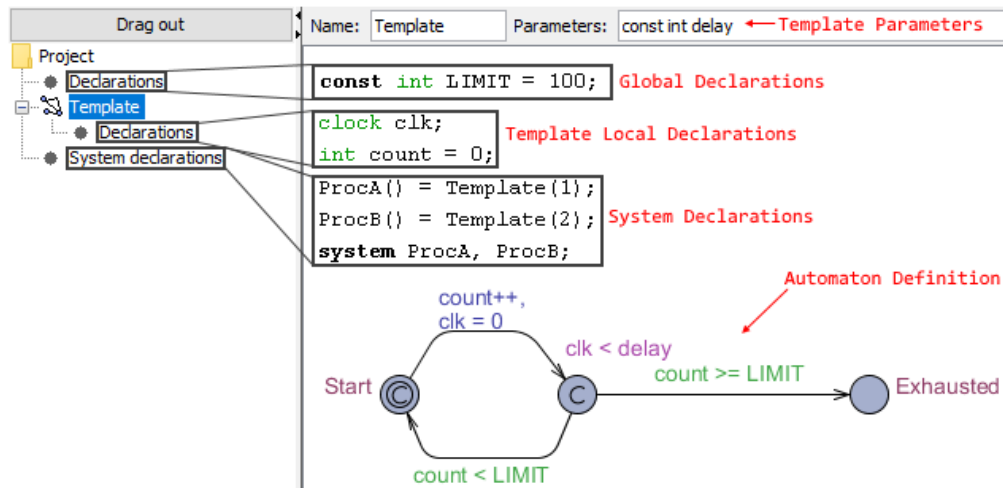 Drag out
Name: Template Parameters: const int delay Template Parameters
Project
Declarations
const int LIMIT = 100; Global Declarations
Template
Declarations
clock clk;
int count = 0;
Template Local Declarations
System declarations
ProcA() = Template(1);
ProcB() = Template(2);
system ProcA, ProcB;
System Declarations
Automaton Definition
count++,
clk = 0
clk < delay
count >= LIMIT
Start
C
C
Exhausted
count < LIMIT